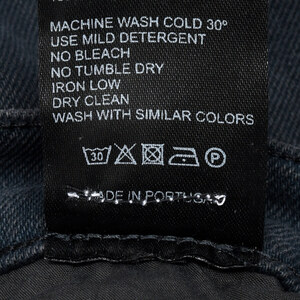 MACHINE WASH COLD 30º
USE MILD DETERGENT
NO BLEACH
NO TUMBLE DRY
IRON LOW
DRY CLEAN
WASH WITH SIMILAR COLORS
30 P
MADE IN PORTUGAL